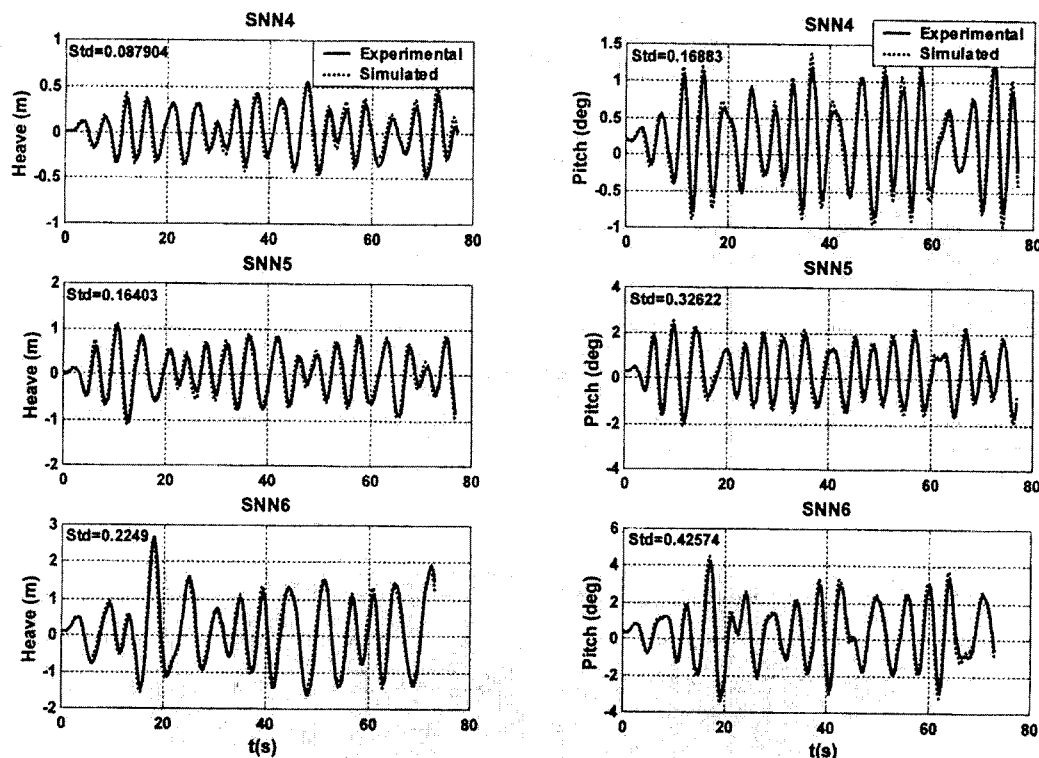 SNN4
Std=0.087904
Experimental
Simulated
Heave (m)
1
0.5
0
-0.5
-1
0 20 40 60 80
SNN4
Std=0.16883
Experimental
Simulated
Pitch (deg)
1.5
1
0.5
0
-0.5
-1
0 20 40 60 80
SNN5
Std=0.16403
Heave (m)
2
1
0
-1
-2
0 20 40 60 80
SNN5
Std=0.32622
Pitch (deg)
4
2
0
-2
-4
0 20 40 60 80
SNN6
Std=0.2249
Heave (m)
3
2
1
0
-1
-2
0 20 40 60 80
t(s)
SNN6
Std=0.42574
Pitch (deg)
6
4
2
0
-2
-4
0 20 40 60 80
t(s)